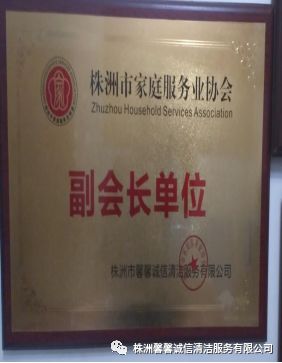 株洲市家庭服务业协会
Zhuzhou Household Services Association
副会长单位
株洲市馨馨诚信清洁服务有限公司
株洲馨馨诚信清洁服务有限公司